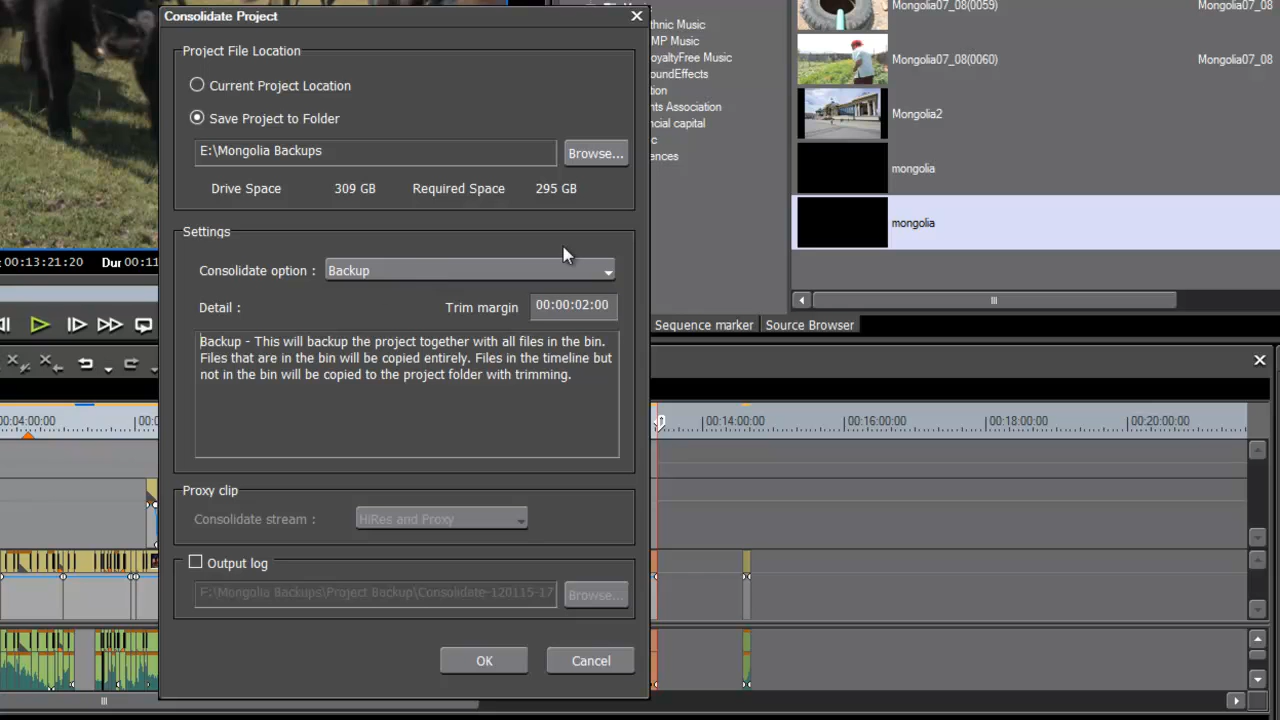 Consolidate Project
Project File Location
Current Project Location
Save Project to Folder
E:\Mongolia Backups
Browse...
Drive Space 309 GB Required Space 295 GB
Settings
Consolidate option : Backup
Detail : Trim margin 00:00:02:00
Backup - This will backup the project together with all files in the bin.
Files that are in the bin will be copied entirely. Files in the timeline but
not in the bin will be copied to the project folder with trimming.
Proxy clip
Consolidate stream : HiRes and Proxy
Output log
F:\Mongolia Backups\Project Backup\Consolidate-120115-17
Browse...
OK Cancel
:00:13:21:20 Dur 00:11
thnic Music
MP Music
oyaltyFree Music
oundEffects
tion
nts Association
ncial capital
c
ences
Mongolia07_08(0059) Mongolia07_08
Mongolia07_08(0060) Mongolia07_08
Mongolia2
mongolia
mongolia
Sequence marker Source Browser
00:04:00:00 00:0 00:14:00:00 00:16:00:00 00:18:00:00 00:20:00:00